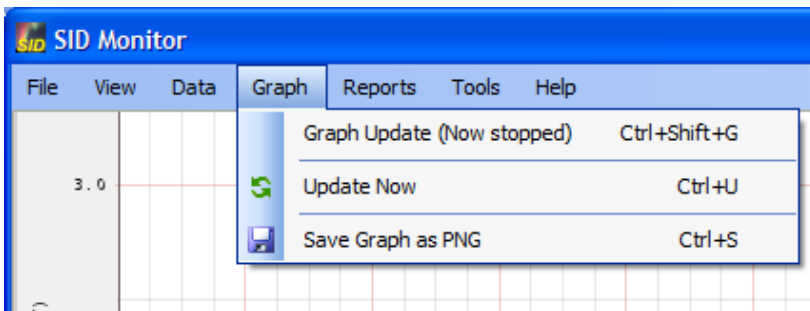 SID SID Monitor
File View Data Graph Reports Tools Help
Graph Update (Now stopped) Ctrl+Shift+G
3.0
Update Now Ctrl+U
Save Graph as PNG Ctrl+S